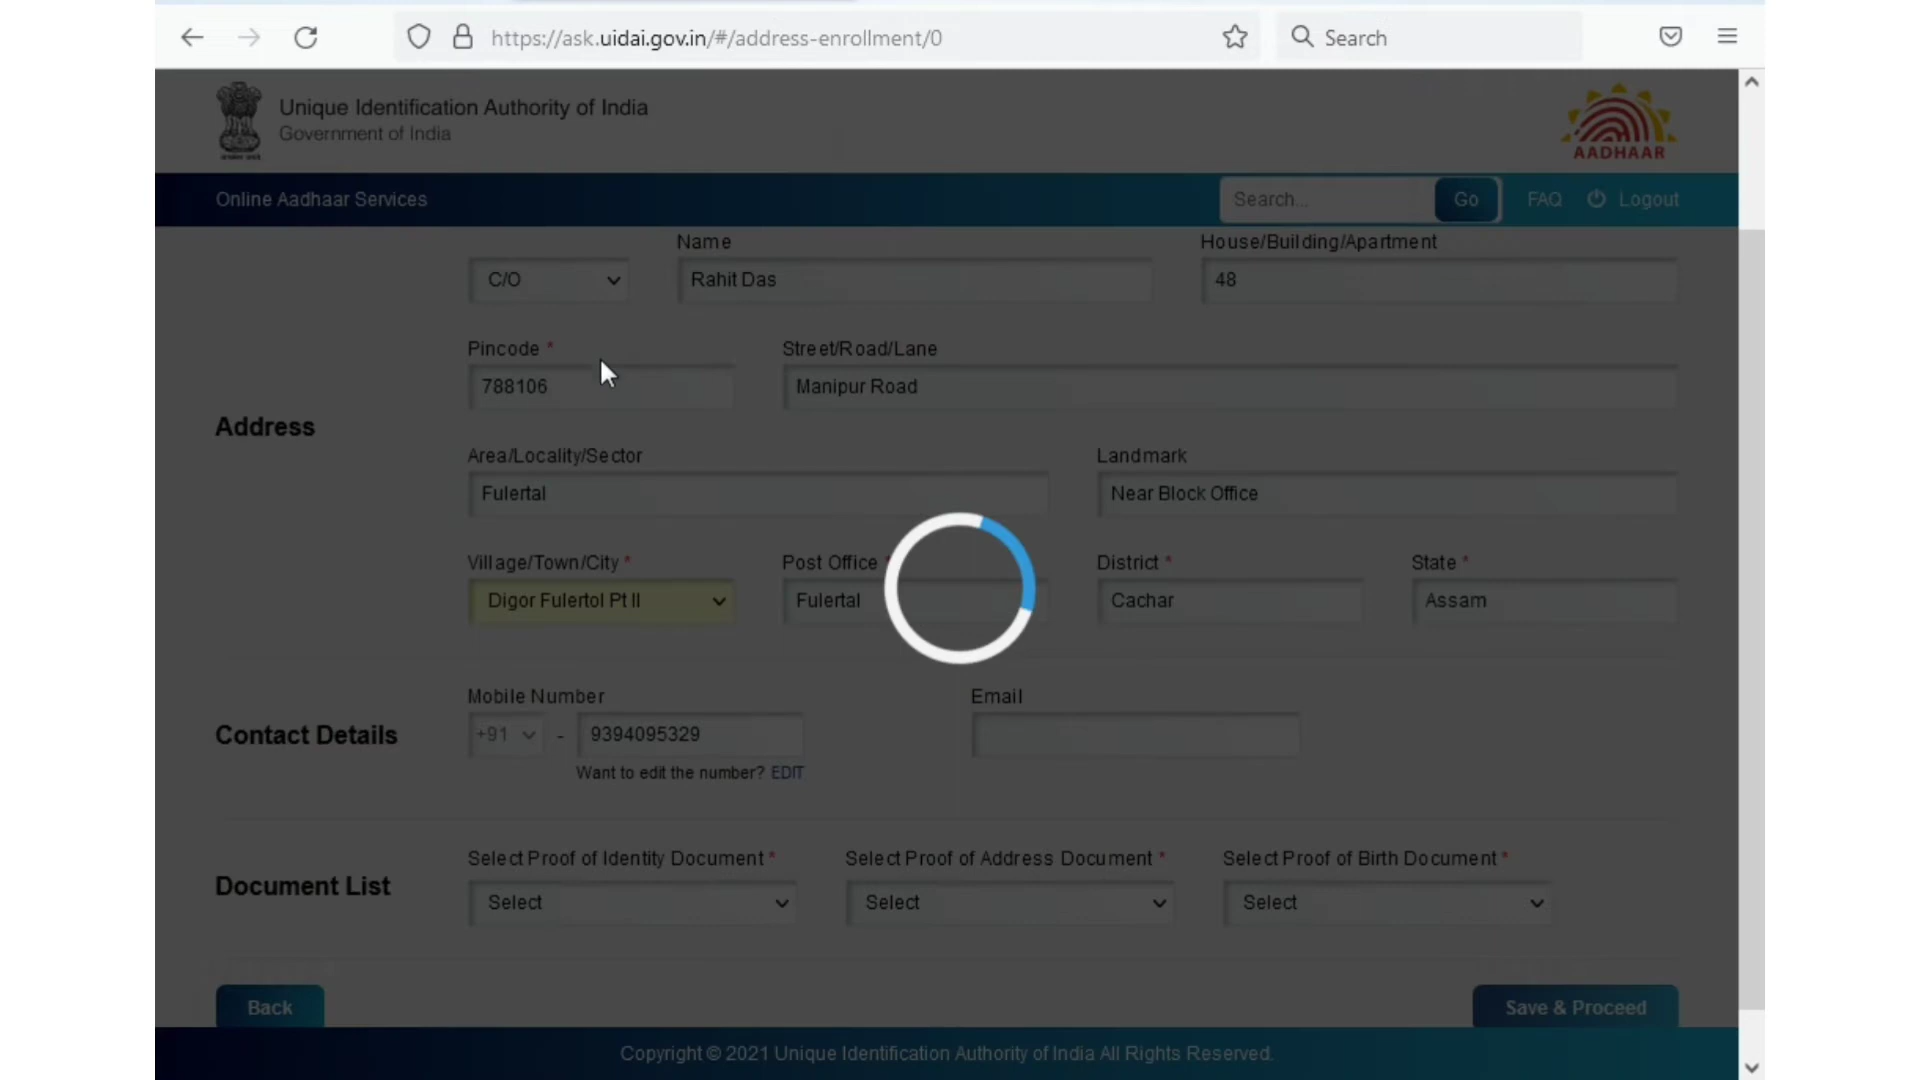 https://ask.uidai.gov.in/#/address-enrollment/0
Search
Unique Identification Authority of India
Government of India
AADHAAR
Online Aadhaar Services
Search...
Go
FAQ
Logout
Name
House/Building/Apartment
C/O
Rahit Das
48
Pincode *
Street/Road/Lane
788106
Manipur Road
Address
Area/Locality/Sector
Landmark
Fulertal
Near Block Office
Village/Town/City *
Post Office *
District *
State *
Digor Fulertol Pt II
Fulertal
Cachar
Assam
Mobile Number
Email
Contact Details
+91 - 9394095329
Want to edit the number? EDIT
Select Proof of Identity Document *
Select Proof of Address Document *
Select Proof of Birth Document *
Document List
Select
Select
Select
Back
Save & Proceed
Copyright © 2021 Unique Identification Authority of India All Rights Reserved.